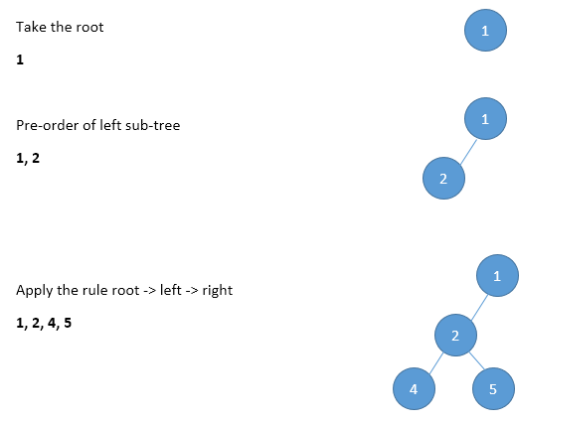 Take the root
1
1
Pre-order of left sub-tree
1
1, 2
2
Apply the rule root -> left -> right
1
1, 2, 4, 5
2
4 5